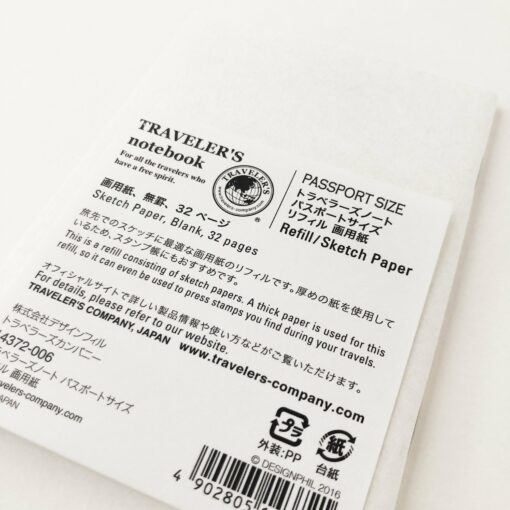 TRAVELER'S
notebook
For all the travelers who
have a free spirit.
TRAVELER'S
®
PASSPORT SIZE
トラベラーズノート
パスポートサイズ
リフィル 画用紙
Refill/Sketch Paper
画用紙、無罫、32 ページ
Sketch Paper, Blank, 32 pages
旅先でのスケッチに最適な画用紙のリフィルです。厚めの紙を使用して
いるため、スタンプ帳にもおすすめです。
This is a refill consisting of sketch papers. A thick paper is used for this
refill, so it can even be used to press stamps you find during your travels.
オフィシャルサイトで詳しい製品情報や使い方などがご覧いただけます。
For details, please refer to our website.
TRAVELER'S COMPANY, JAPAN www.travelers-company.com
株式会社デザインフィル
トラベラーズカンパニー
4372-006
ラベラーズノート パスポートサイズ
フィル 画用紙
velers-company.com
JAPAN
プラ
外装:PP
紙
台紙
© DESIGNPHIL 2016
4 902805